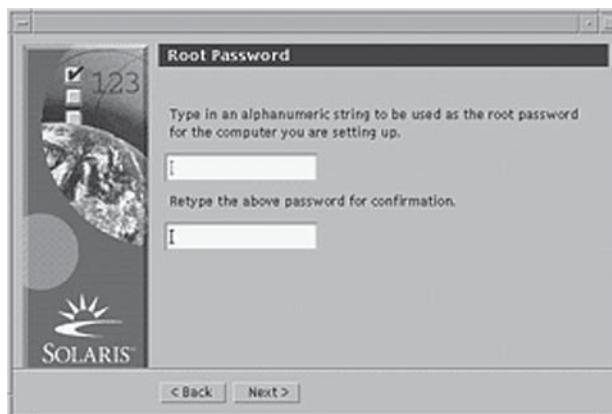 Root Password
123
Type in an alphanumeric string to be used as the root password
for the computer you are setting up.
Retype the above password for confirmation.
SOLARIS™
< Back
Next >